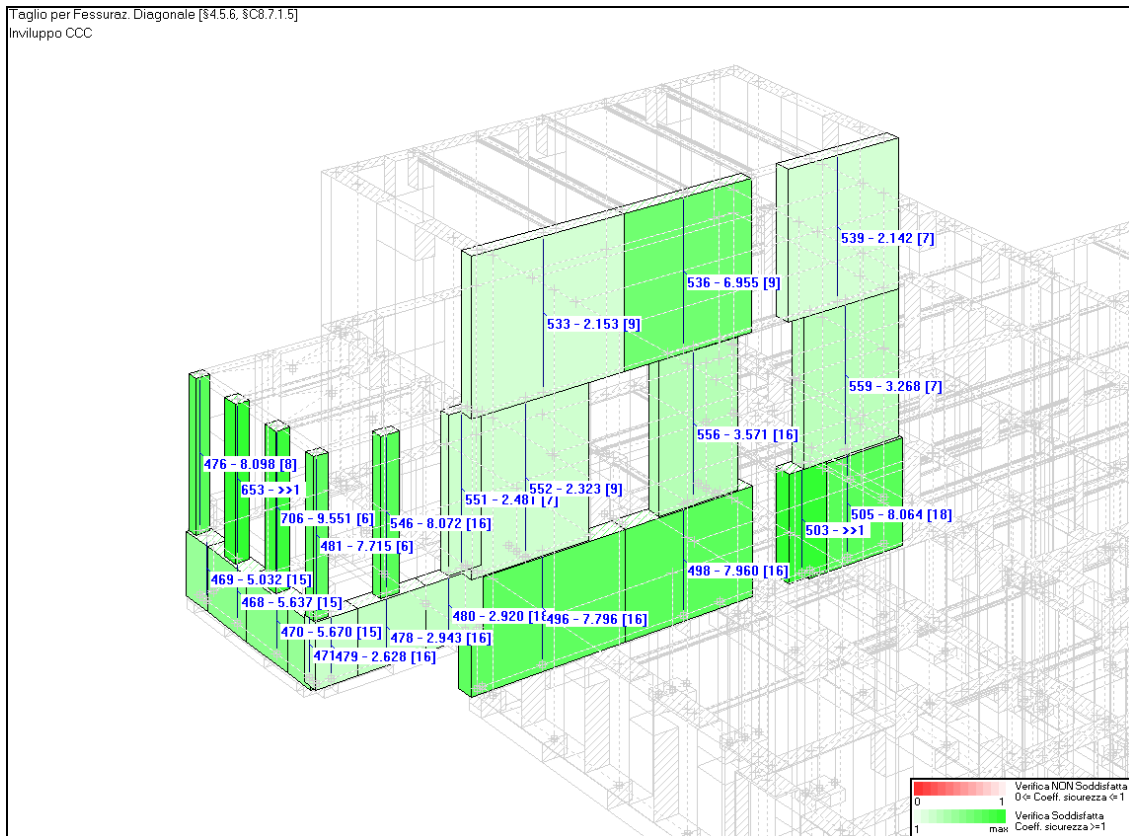 Taglio per Fessuraz. Diagonale [§4.5.6, §C8.7.1.5]
Inviluppo CCC
539 - 2.142 [7]
536 - 6.955 [9]
533 - 2.153 [9]
559 - 3.268 [7]
556 - 3.571 [16]
476 - 8.098 [8]
653 - >>1
552 - 2.323 [9]
551 - 2.481 [7]
706 - 9.551 [6]
546 - 8.072 [16]
505 - 8.064 [18]
503 - >>1
481 - 7.715 [6]
498 - 7.960 [16]
469 - 5.032 [15]
468 - 5.637 [15]
480 - 2.920 [16
496 - 7.796 [16]
470 - 5.670 [15]
478 - 2.943 [16]
471
479 - 2.628 [16]
Verifica NON Soddisfatta
0 <= Coeff. sicurezza <= 1
0 1
Verifica Soddisfatta
Coeff. sicurezza >=1
1 max